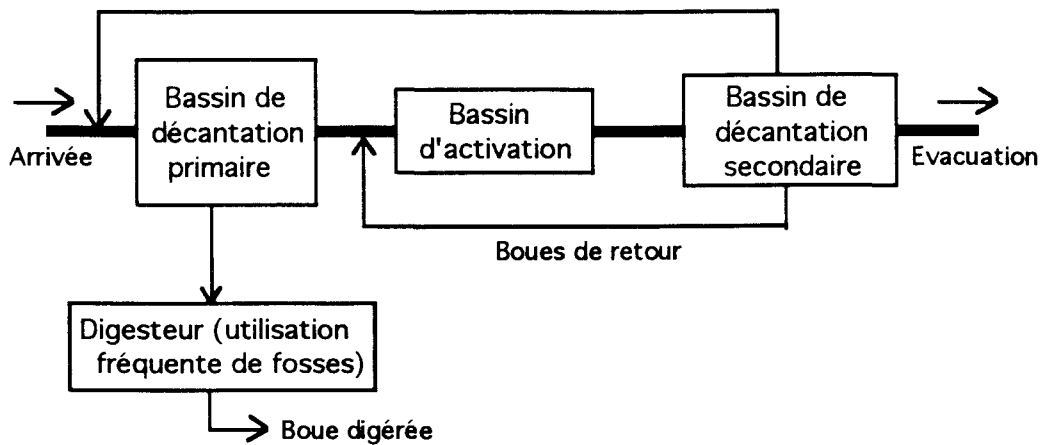 Bassin de
décantation
primaire
Bassin
d'activation
Bassin de
décantation
secondaire
Arrivée
Evacuation
Boues de retour
Digesteur (utilisation
fréquente de fosses)
Boue digérée